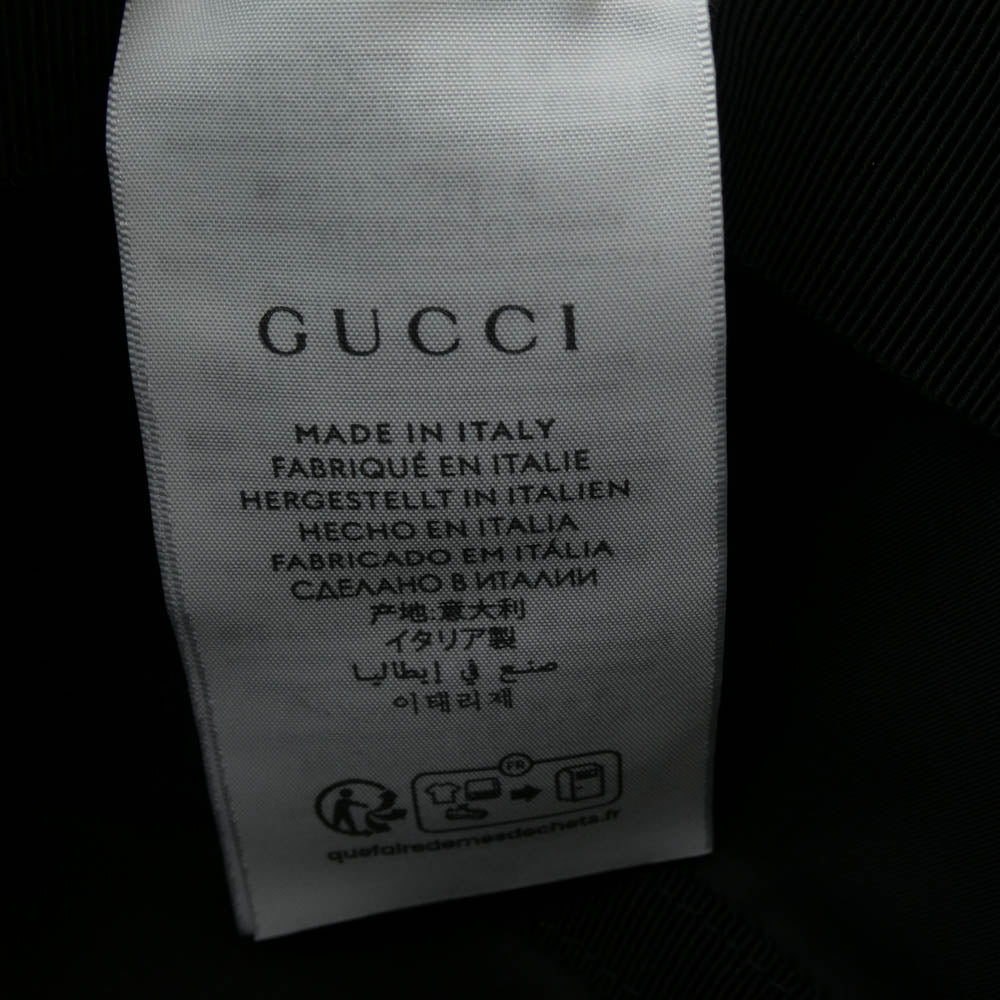 GUCCI
MADE IN ITALY
FABRIQUÉ EN ITALIE
HERGESTELLT IN ITALIEN
HECHO EN ITALIA
FABRICADO EM ITÁLIA
СДЕЛАНО В ИТАЛИИ
产地:意大利
イタリア製
صنع في إيطاليا
이태리제
FR
quefairedemesdechets.fr